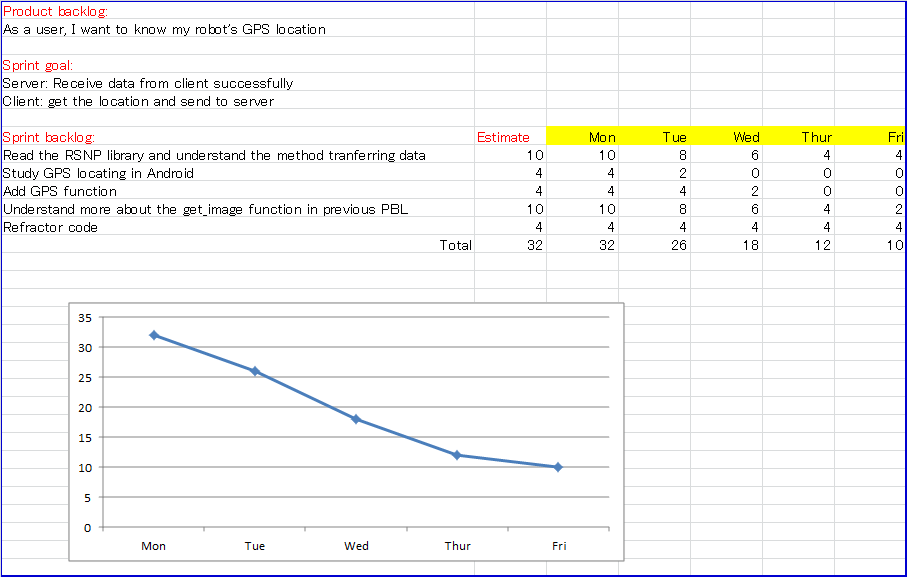 Product backlog:
As a user, I want to know my robot's GPS location
Sprint goal:
Server: Receive data from client successfully
Client: get the location and send to server
Sprint backlog: Estimate Mon Tue Wed Thur Fri
Read the RSNP library and understand the method tranferring data 10 10 8 6 4 4
Study GPS locating in Android 4 4 2 0 0 0
Add GPS function 4 4 4 2 0 0
Understand more about the get_image function in previous PBL 10 10 8 6 4 2
Refractor code 4 4 4 4 4 4
Total 32 32 26 18 12 10
35
30
25
20
15
10
5
0
Mon Tue Wed Thur Fri